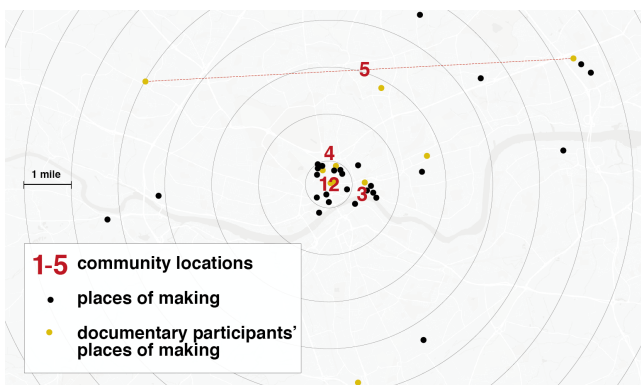 5
4
12
3
1 mile
1-5 community locations
places of making
documentary participants'
places of making